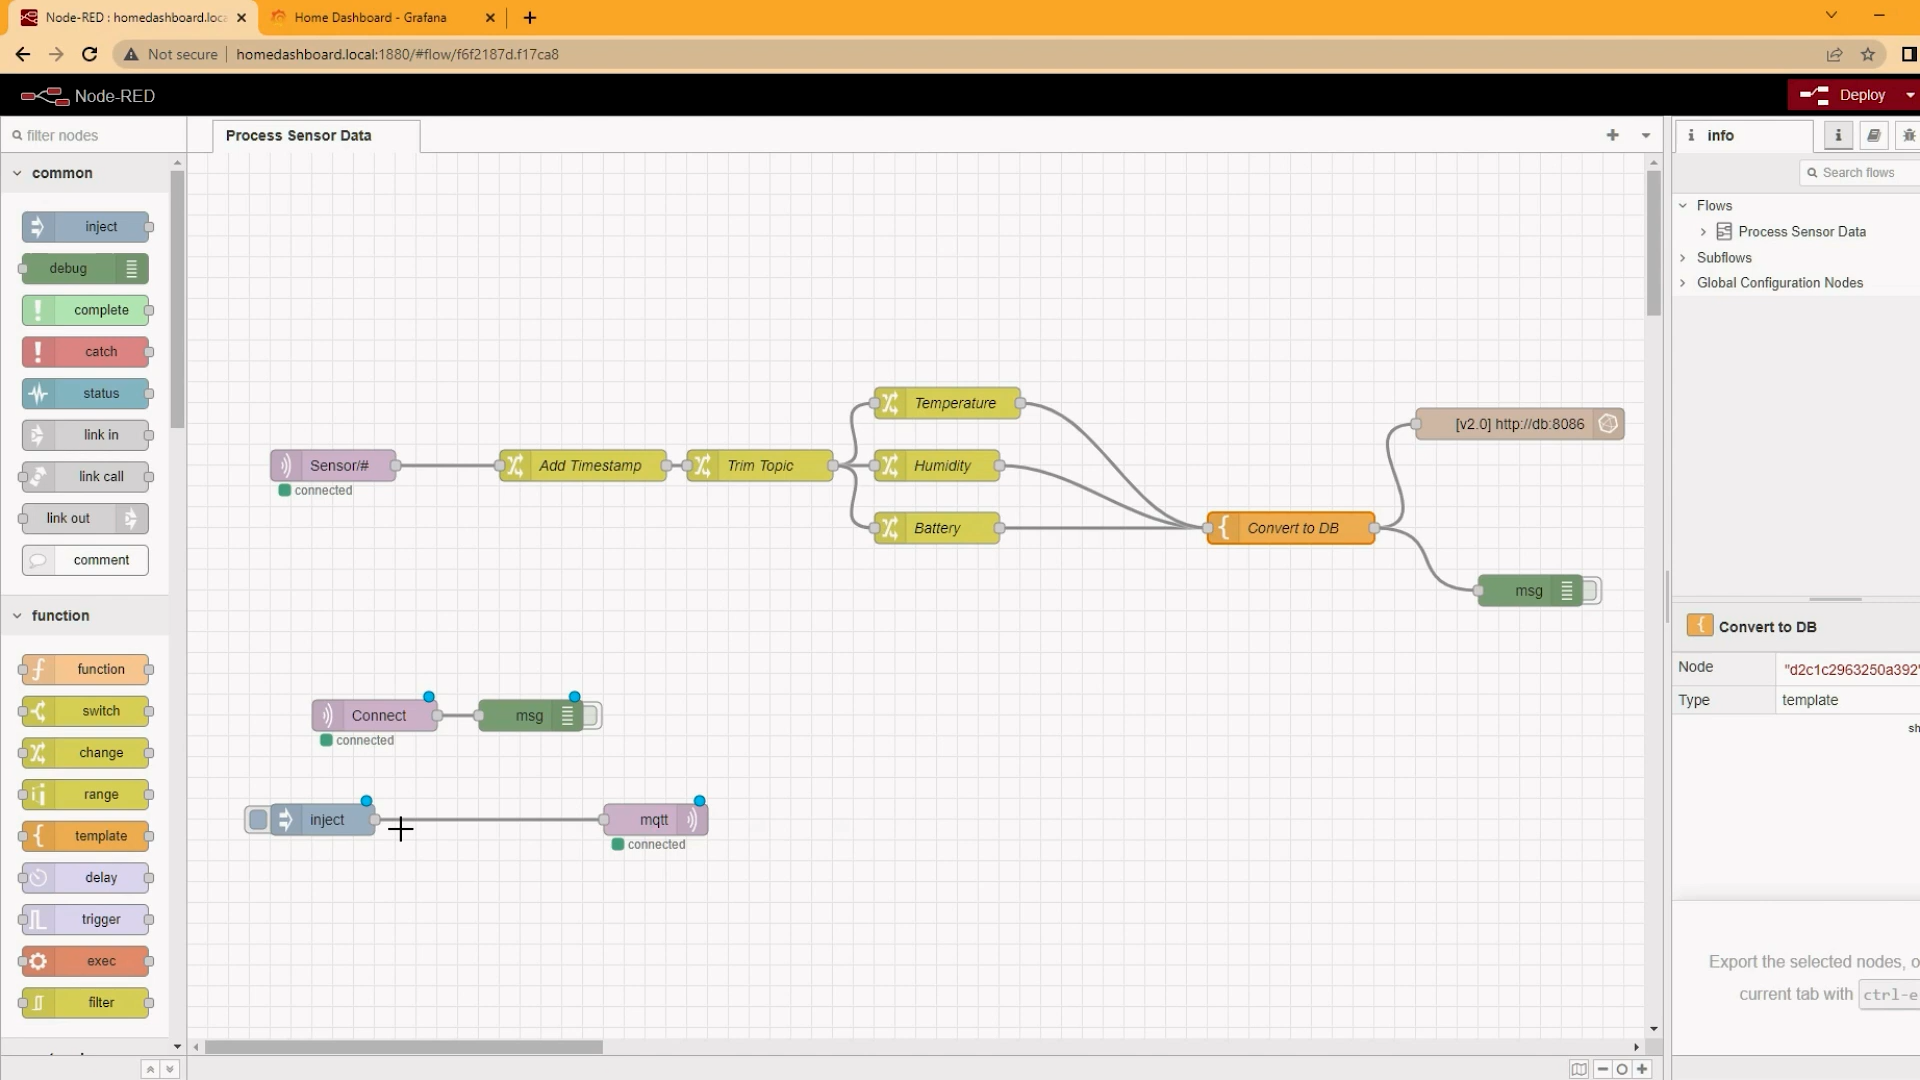 Node-RED : homedashboard.loca
Home Dashboard - Grafana
Not secure
homedashboard.local:1880/#flow/f6f2187d.f17ca8
Node-RED
Deploy
filter nodes
Process Sensor Data
info
Search flows
common
inject
debug
complete
catch
status
link in
link call
link out
comment
function
function
switch
change
range
template
delay
trigger
exec
filter
Sensor/#
connected
Add Timestamp
Trim Topic
Temperature
Humidity
Battery
Convert to DB
[v2.0] http://db:8086
msg
Connect
connected
msg
inject
mqtt
connected
Flows
Process Sensor Data
Subflows
Global Configuration Nodes
Convert to DB
Node "d2c1c2963250a392"
Type template
sh
Export the selected nodes, o
current tab with ctrl-e